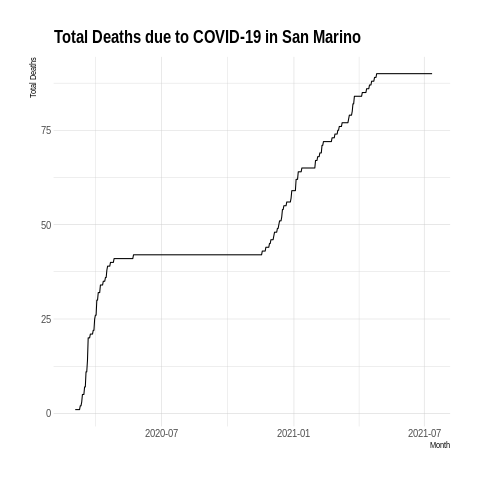 Total Deaths due to COVID-19 in San Marino
Total Deaths
75
50
25
0
2020-07
2021-01
2021-07
Month